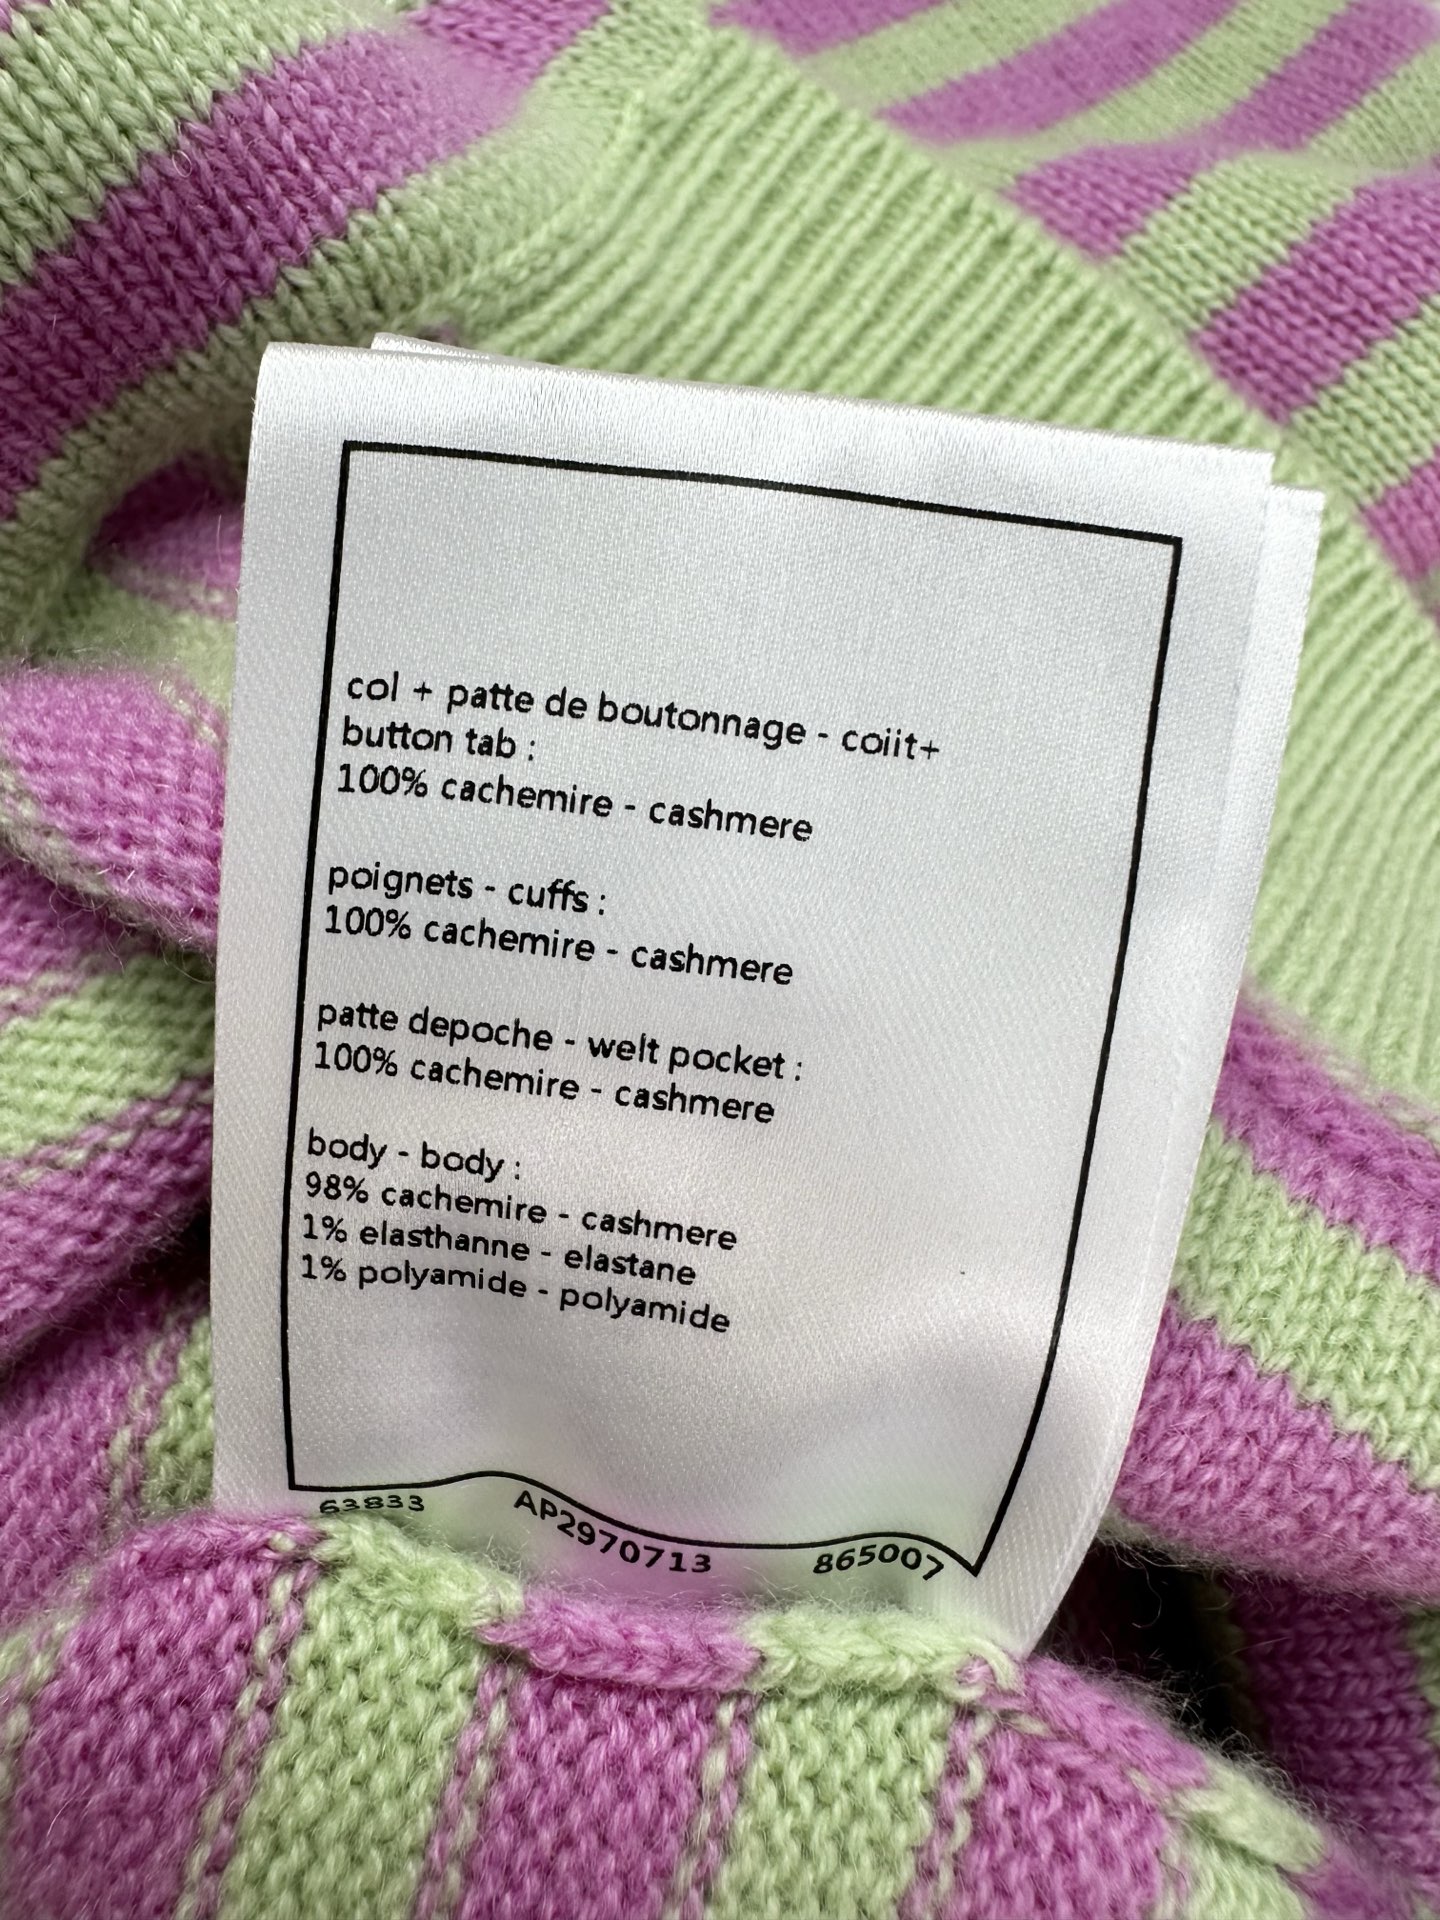 col + patte de boutonnage - coiit+
button tab :
100% cachemire - cashmere
poignets - cuffs :
100% cachemire - cashmere
patte depoche - welt pocket :
100% cachemire - cashmere
body - body :
98% cachemire - cashmere
1% elasthanne - elastane
1% polyamide - polyamide
63833 AP2970713 865007